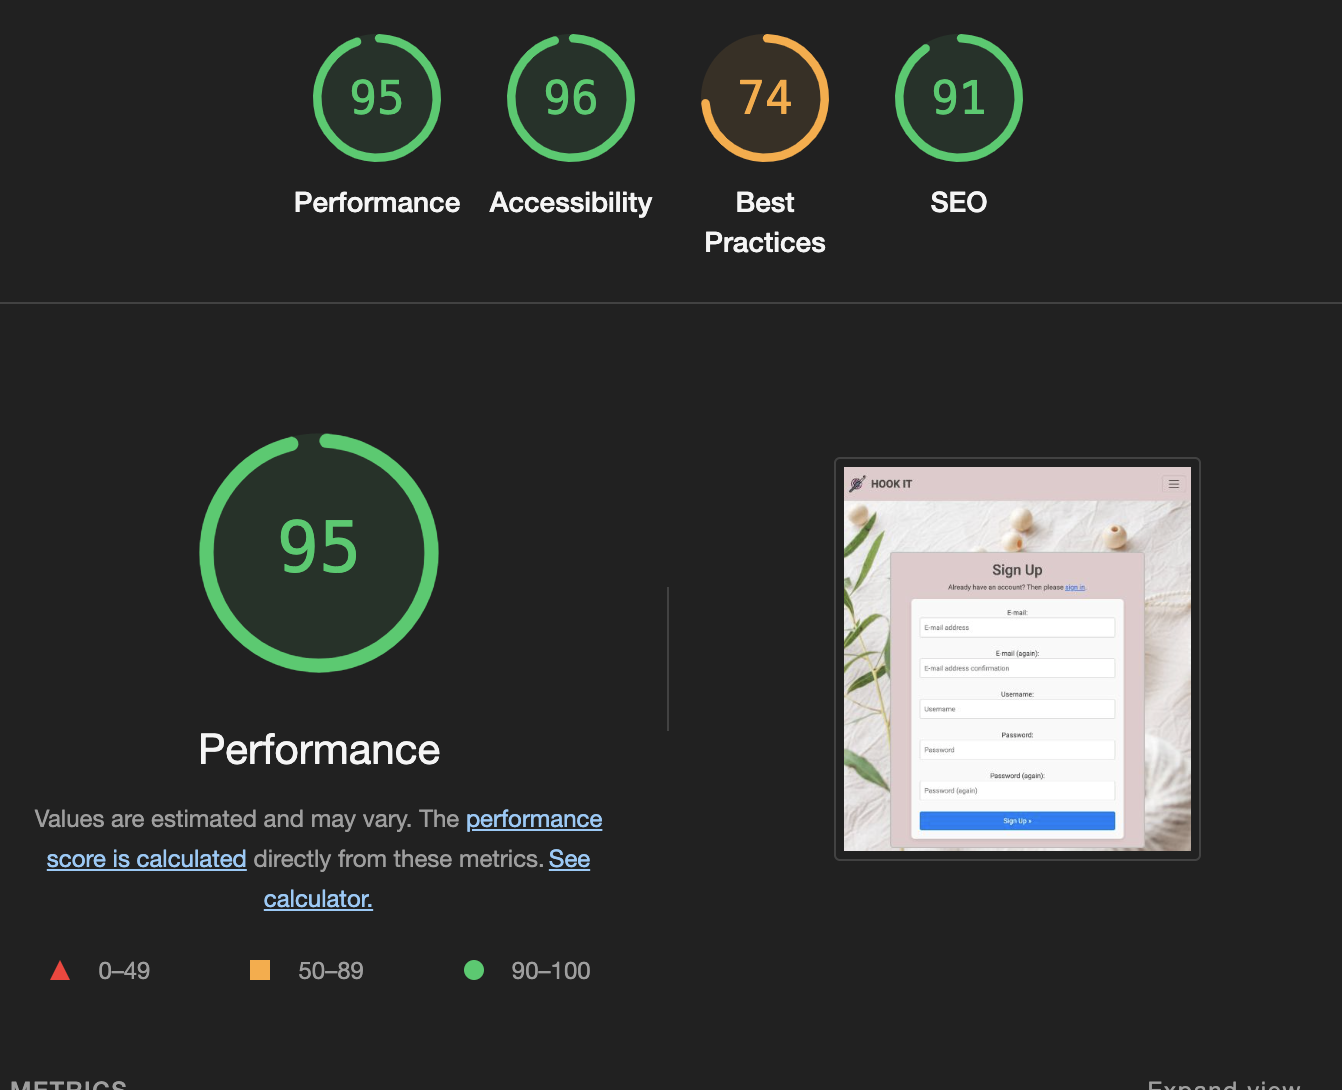 95
96
74
91
Performance
Accessibility
Best
Practices
SEO
95
Performance
Values are estimated and may vary. The performance
score is calculated directly from these metrics. See
calculator.
0–49
50–89
90–100
HOOK IT
Sign Up
Already have an account? Then please sign in.
E-mail:
E-mail address
E-mail (again):
E-mail address confirmation
Username:
Username
Password:
Password
Password (again):
Password (again)
Sign Up »
METRICS
Expand view